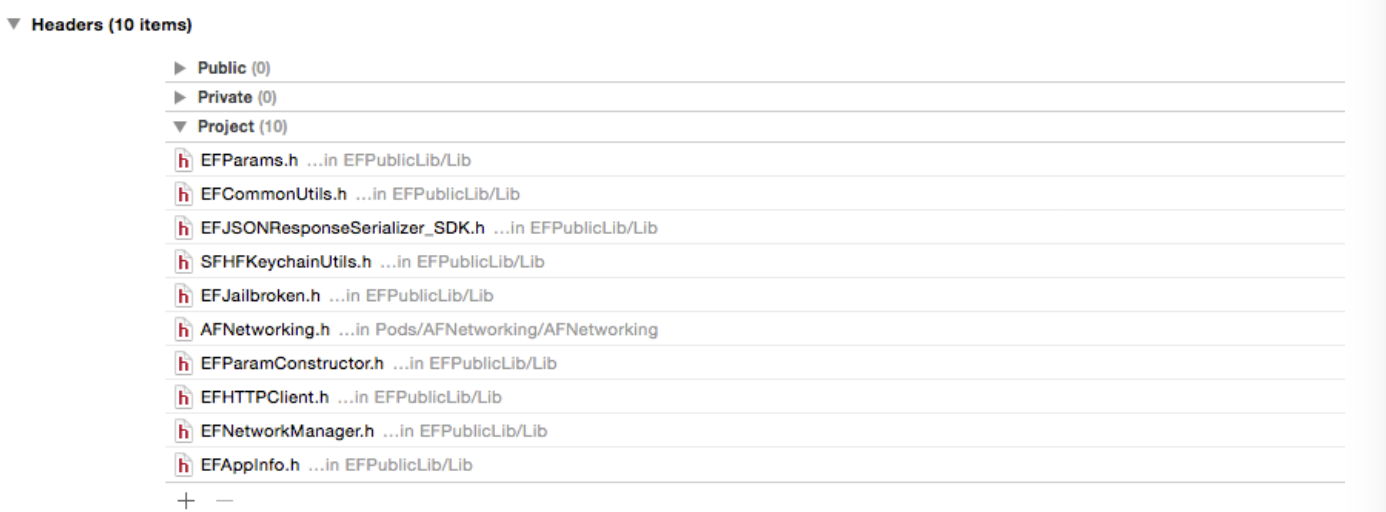 Headers (10 items)
Public (0)
Private (0)
Project (10)
EFParams.h ...in EFPublicLib/Lib
EFCommonUtils.h ...in EFPublicLib/Lib
EFJSONResponseSerializer_SDK.h ...in EFPublicLib/Lib
SFHFKeychainUtils.h ...in EFPublicLib/Lib
EFJailbroken.h ...in EFPublicLib/Lib
AFNetworking.h ...in Pods/AFNetworking/AFNetworking
EFParamConstructor.h ...in EFPublicLib/Lib
EFHTTPClient.h ...in EFPublicLib/Lib
EFNetworkManager.h ...in EFPublicLib/Lib
EFAppInfo.h ...in EFPublicLib/Lib